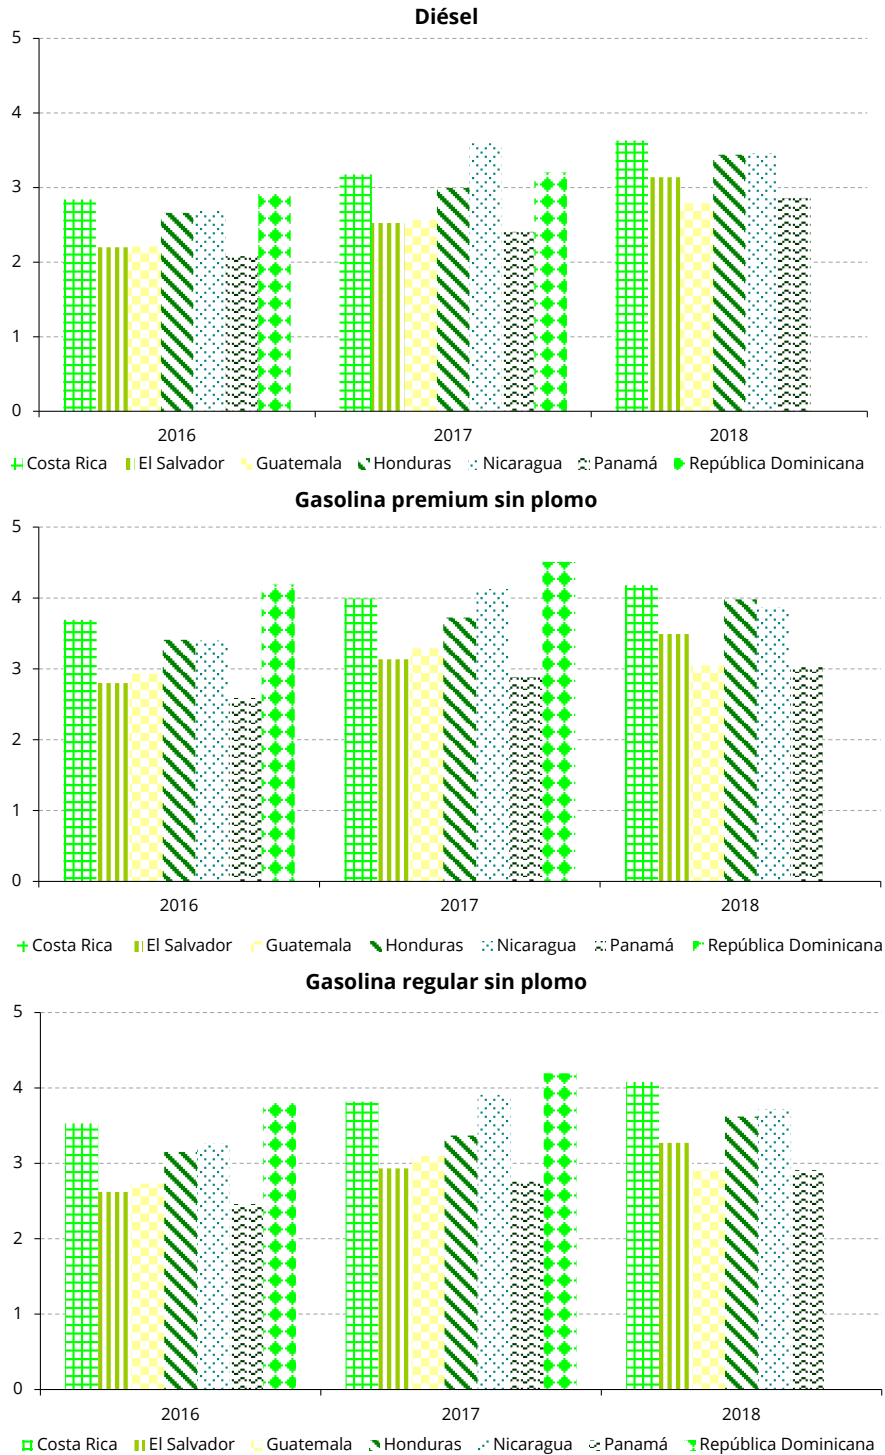 Diésel
5
4
3
2
1
0
2016 2017 2018
Costa Rica El Salvador Guatemala Honduras Nicaragua Panamá República Dominicana
Gasolina premium sin plomo
5
4
3
2
1
0
2016 2017 2018
Costa Rica El Salvador Guatemala Honduras Nicaragua Panamá República Dominicana
Gasolina regular sin plomo
5
4
3
2
1
0
2016 2017 2018
Costa Rica El Salvador Guatemala Honduras Nicaragua Panamá República Dominicana